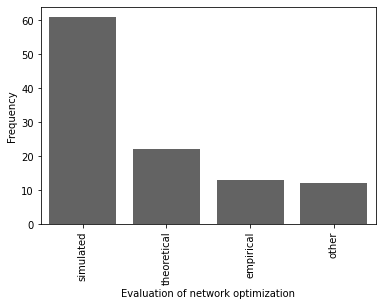 60
50
40
30
20
10
0
Frequency
simulated
theoretical
empirical
other
Evaluation of network optimization